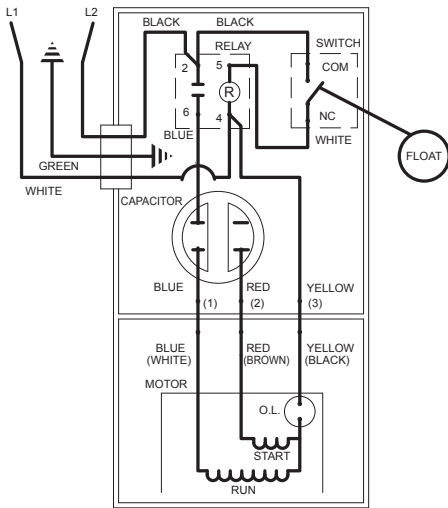 L1
L2
BLACK
BLACK
RELAY
SWITCH
2
5
COM
R
6
4
NC
BLUE
WHITE
FLOAT
GREEN
WHITE
CAPACITOR
BLUE
RED
YELLOW
(1)
(2)
(3)
BLUE
(WHITE)
RED
(BROWN)
YELLOW
(BLACK)
MOTOR
O.L.
START
RUN